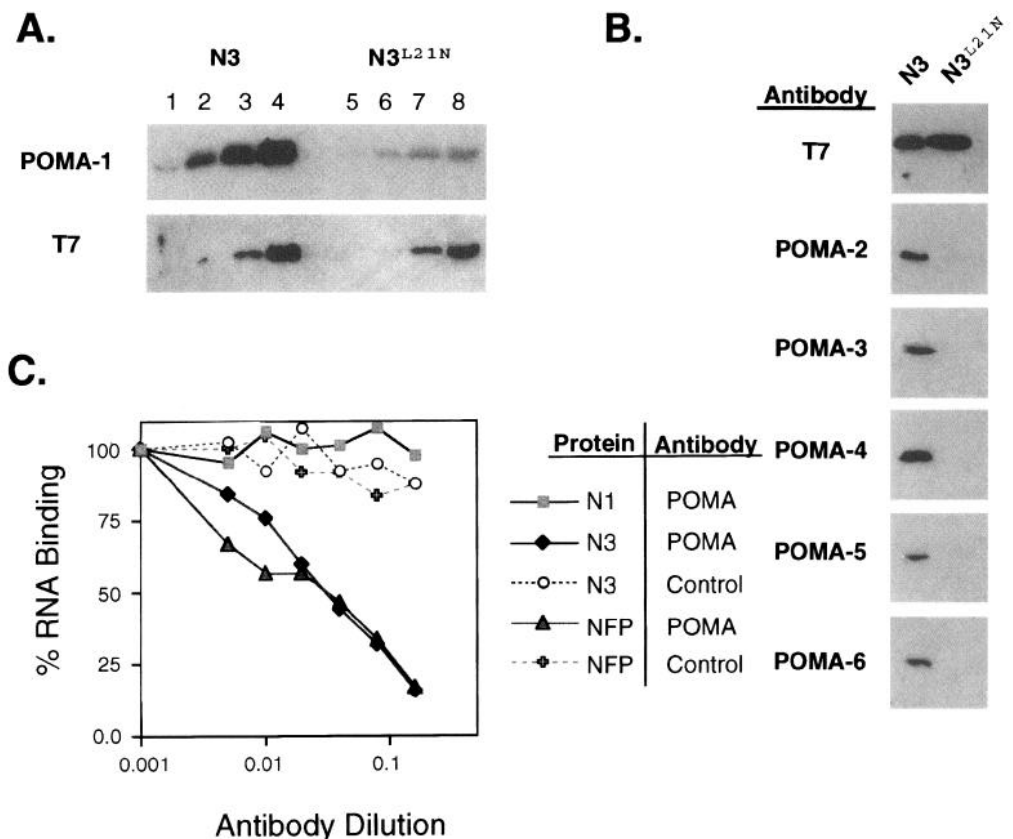 A.
N3 N3L21N
1 2 3 4 5 6 7 8
POMA-1
T7
B.
N3 N3L21N
Antibody
T7
POMA-2
POMA-3
POMA-4
POMA-5
POMA-6
C.
% RNA Binding
100
75
50
25
0.0
0.001 0.01 0.1
Antibody Dilution
Protein Antibody
N1 POMA
N3 POMA
N3 Control
NFP POMA
NFP Control